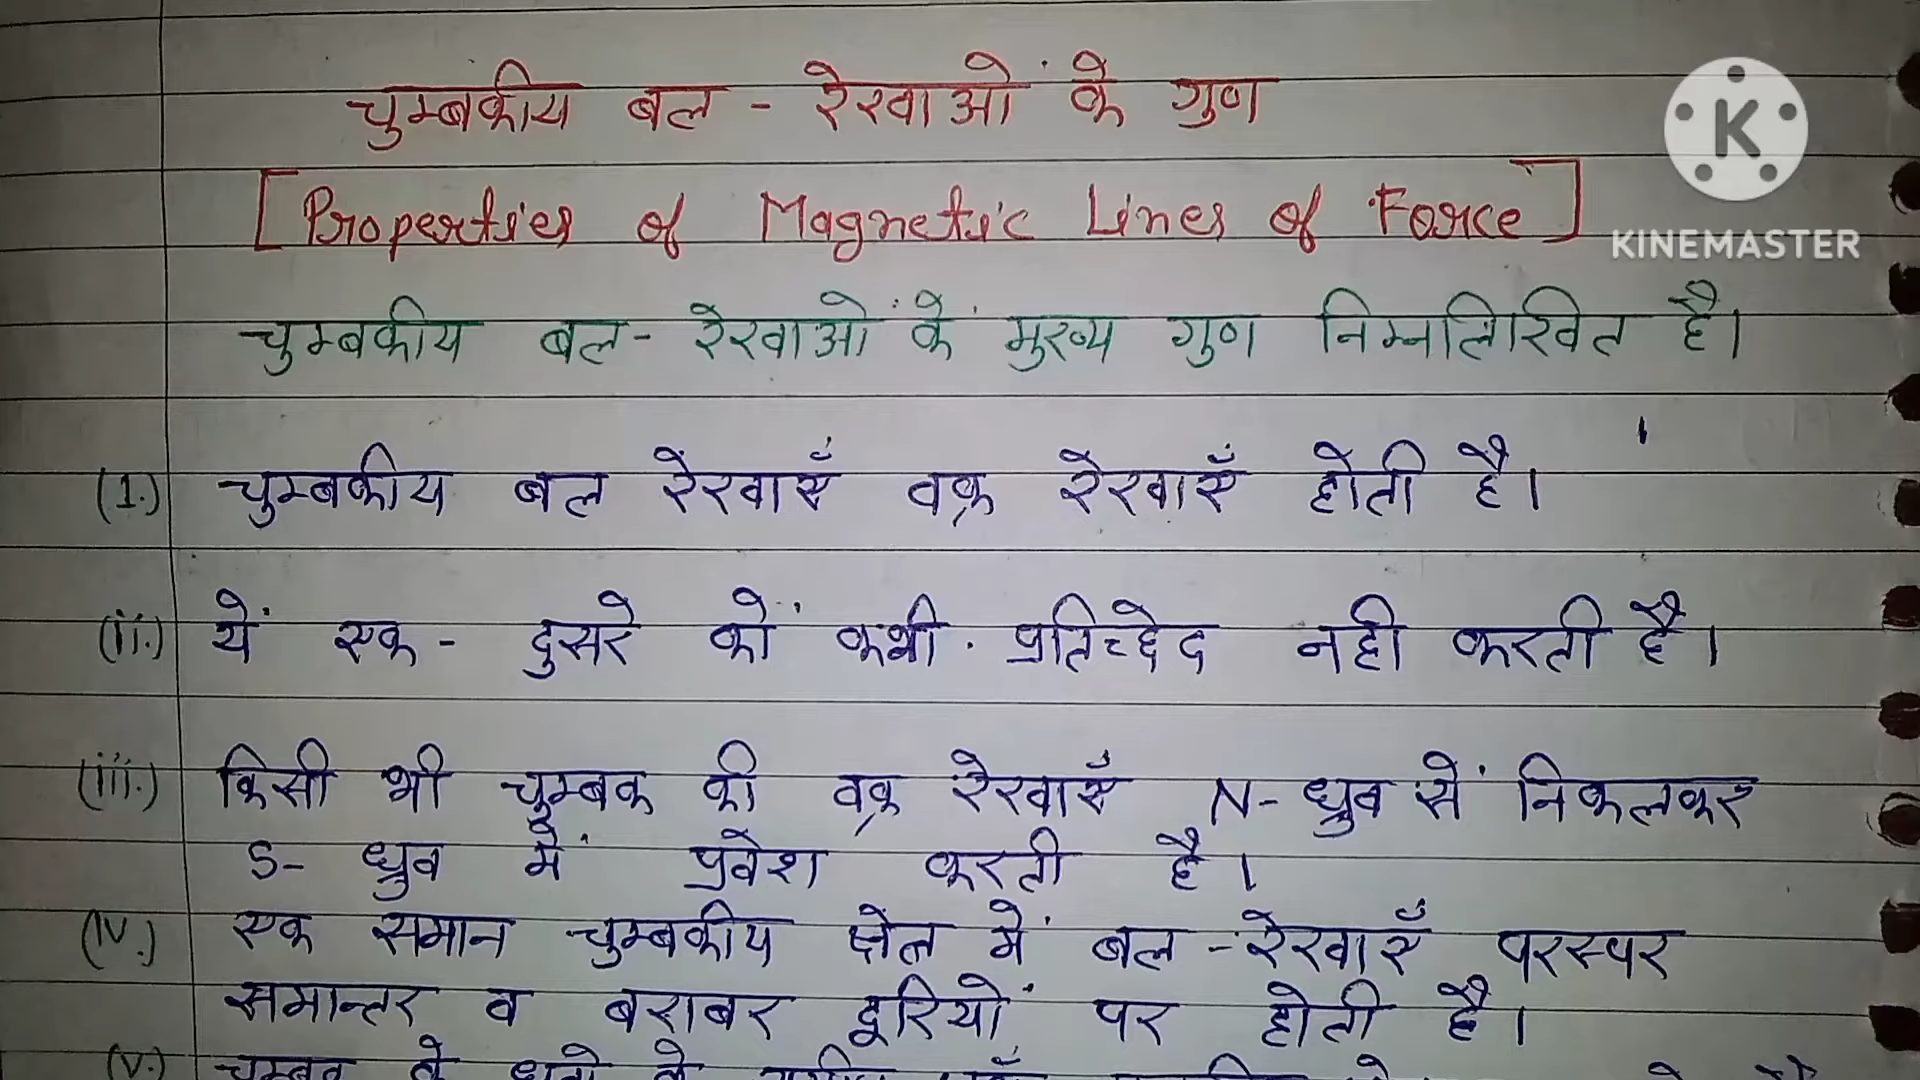 चुम्बकीय बल - रेखाओं के गुण
[Properties of Magnetic Lines of Force]
K
KINEMASTER
चुम्बकीय बल - रेखाओं के मुख्य गुण निम्नलिखित है।
(1.) चुम्बकीय बल रेखाएँ वक्र रेखाएँ होती है।
(ii.) यें एक - दुसरे कों कभी प्रतिच्छेद नही करती है।
(iii.) किसी भी चुम्बक की वक्र रेखाएँ N- ध्रुव सें निकलकर
S- ध्रुव में प्रवेश करती है।
(iv.) एक समान चुम्बकीय क्षेत्र में बल - रेखाएँ परस्पर
समान्तर व बराबर दूरियों पर होती है।
(v.) चुम्बक के